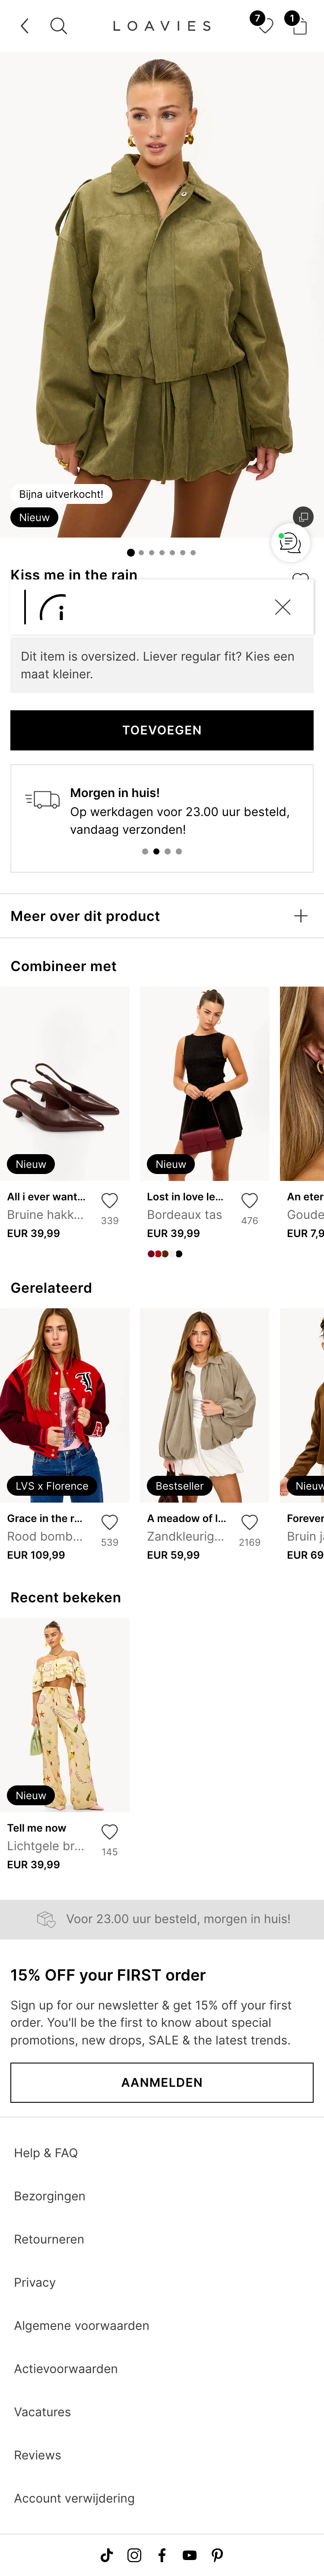 LOAVIES
7
1
Bijna uitverkocht!
Nieuw
Kiss me in the rain
Dit item is oversized. Liever regular fit? Kies een
maat kleiner.
TOEVOEGEN
Morgen in huis!
Op werkdagen voor 23.00 uur besteld,
vandaag verzonden!
Meer over dit product
Combineer met
Nieuw
All i ever want...
Bruine hakk...
339
EUR 39,99
Nieuw
Lost in love le...
Bordeaux tas
476
EUR 39,99
An eter
Goude
EUR 7,9
Gerelateerd
LVS x Florence
Grace in the r...
Rood bomb...
539
EUR 109,99
Bestseller
A meadow of l...
Zandkleurig...
2169
EUR 59,99
Nieuw
Forever
Bruin j
EUR 69
Recent bekeken
Nieuw
Tell me now
Lichtgele br...
145
EUR 39,99
Voor 23.00 uur besteld, morgen in huis!
15% OFF your FIRST order
Sign up for our newsletter & get 15% off your first
order. You'll be the first to know about special
promotions, new drops, SALE & the latest trends.
AANMELDEN
Help & FAQ
Bezorgingen
Retourneren
Privacy
Algemene voorwaarden
Actievoorwaarden
Vacatures
Reviews
Account verwijdering